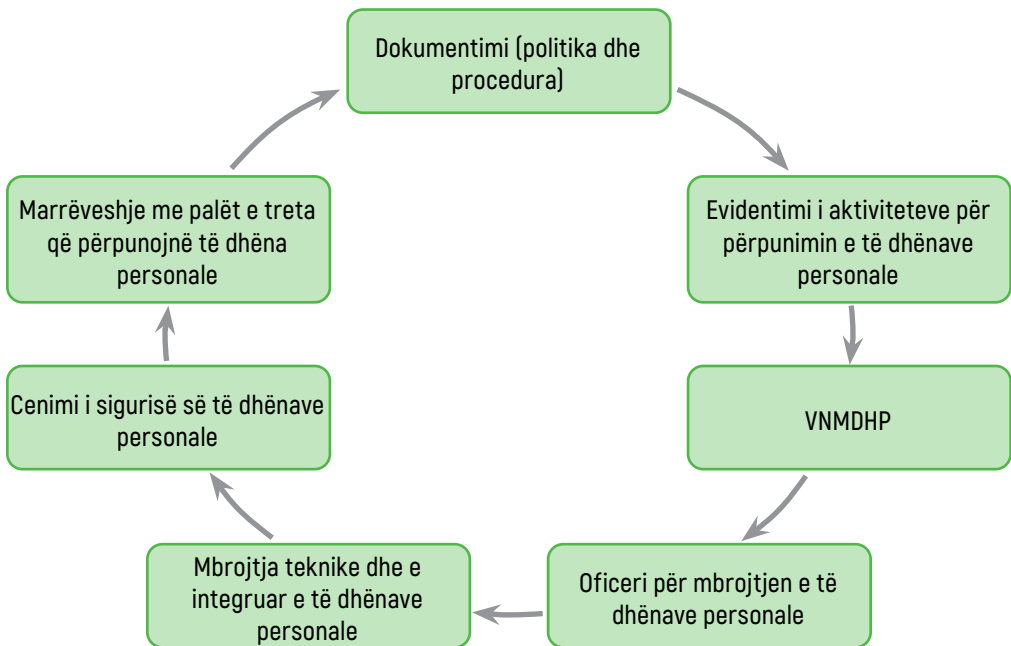 Dokumentimi (politika dhe
procedura)
Evidentimi i aktiviteteve për
përpunimin e të dhënave
personale
VNMDHP
Oficeri për mbrojtjen e të
dhënave personale
Mbrojtja teknike dhe e
integruar e të dhënave
personale
Cenimi i sigurisë së të dhënave
personale
Marrëveshje me palët e treta
që përpunojnë të dhëna
personale